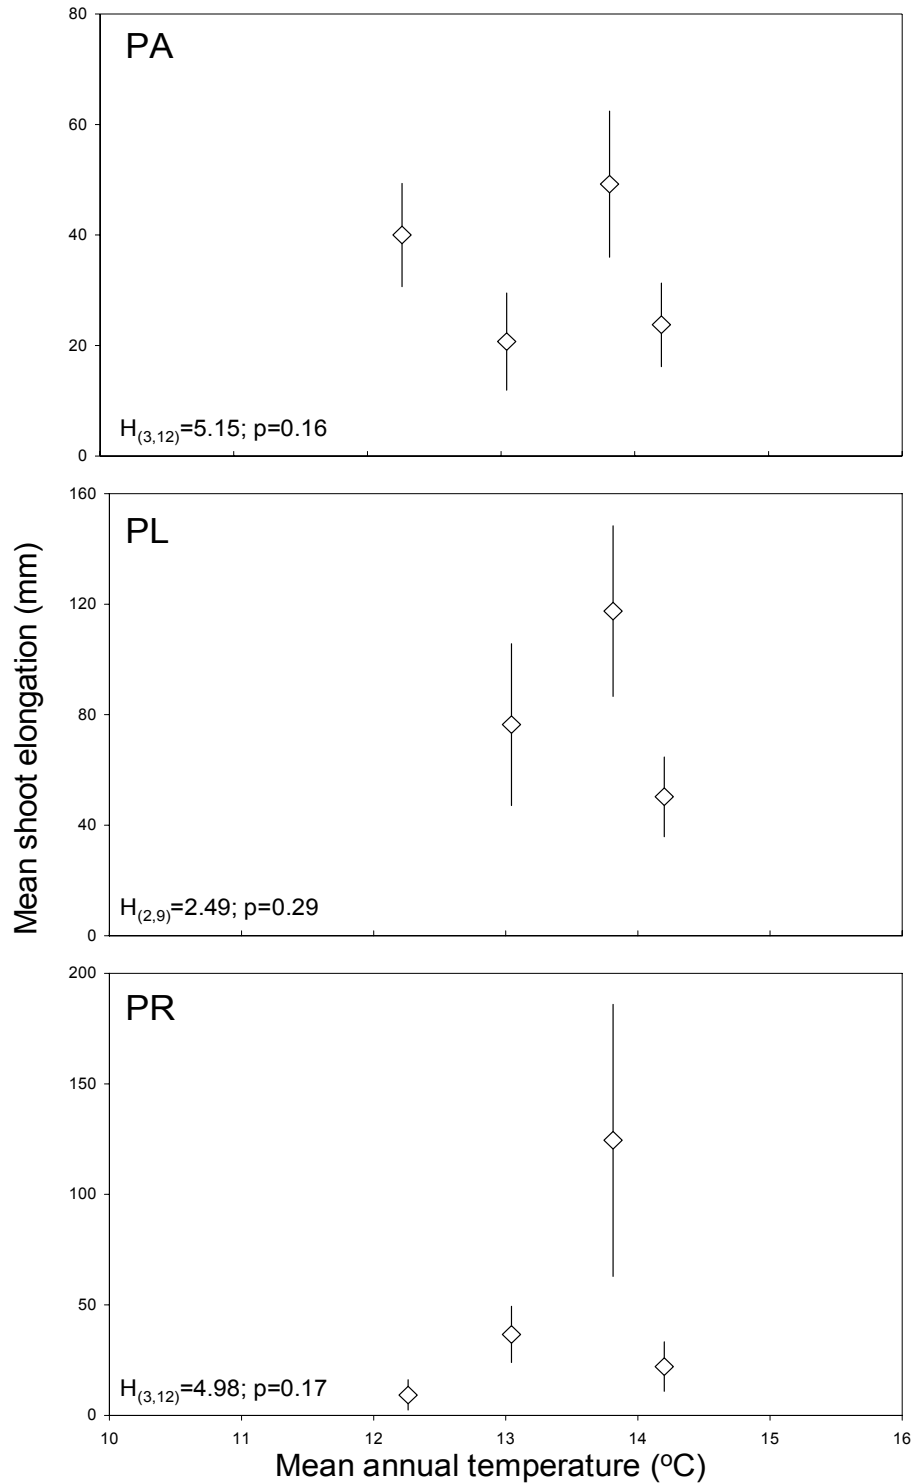 80
PA
60
40
20
H(3,12)=5.15; p=0.16
0
160
PL
120
80
40
H(2,9)=2.49; p=0.29
0
Mean shoot elongation (mm)
200
PR
150
100
50
H(3,12)=4.98; p=0.17
0
10 11 12 13 14 15 16
Mean annual temperature (ºC)